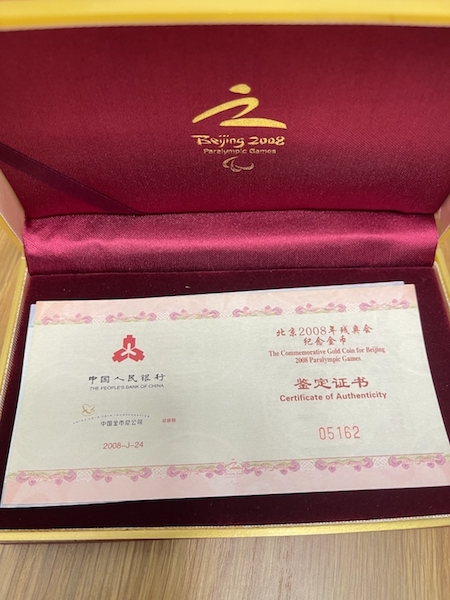 Beijing 2008
Paralympic Games
中国人民银行
THE PEOPLE'S BANK OF CHINA
中国金币总公司
2008-J-24
北京2008年残奥会
纪念金币
The Commemorative Gold Coin for Beijing
2008 Paralympic Games
鉴定证书
Certificate of Authenticity
05162